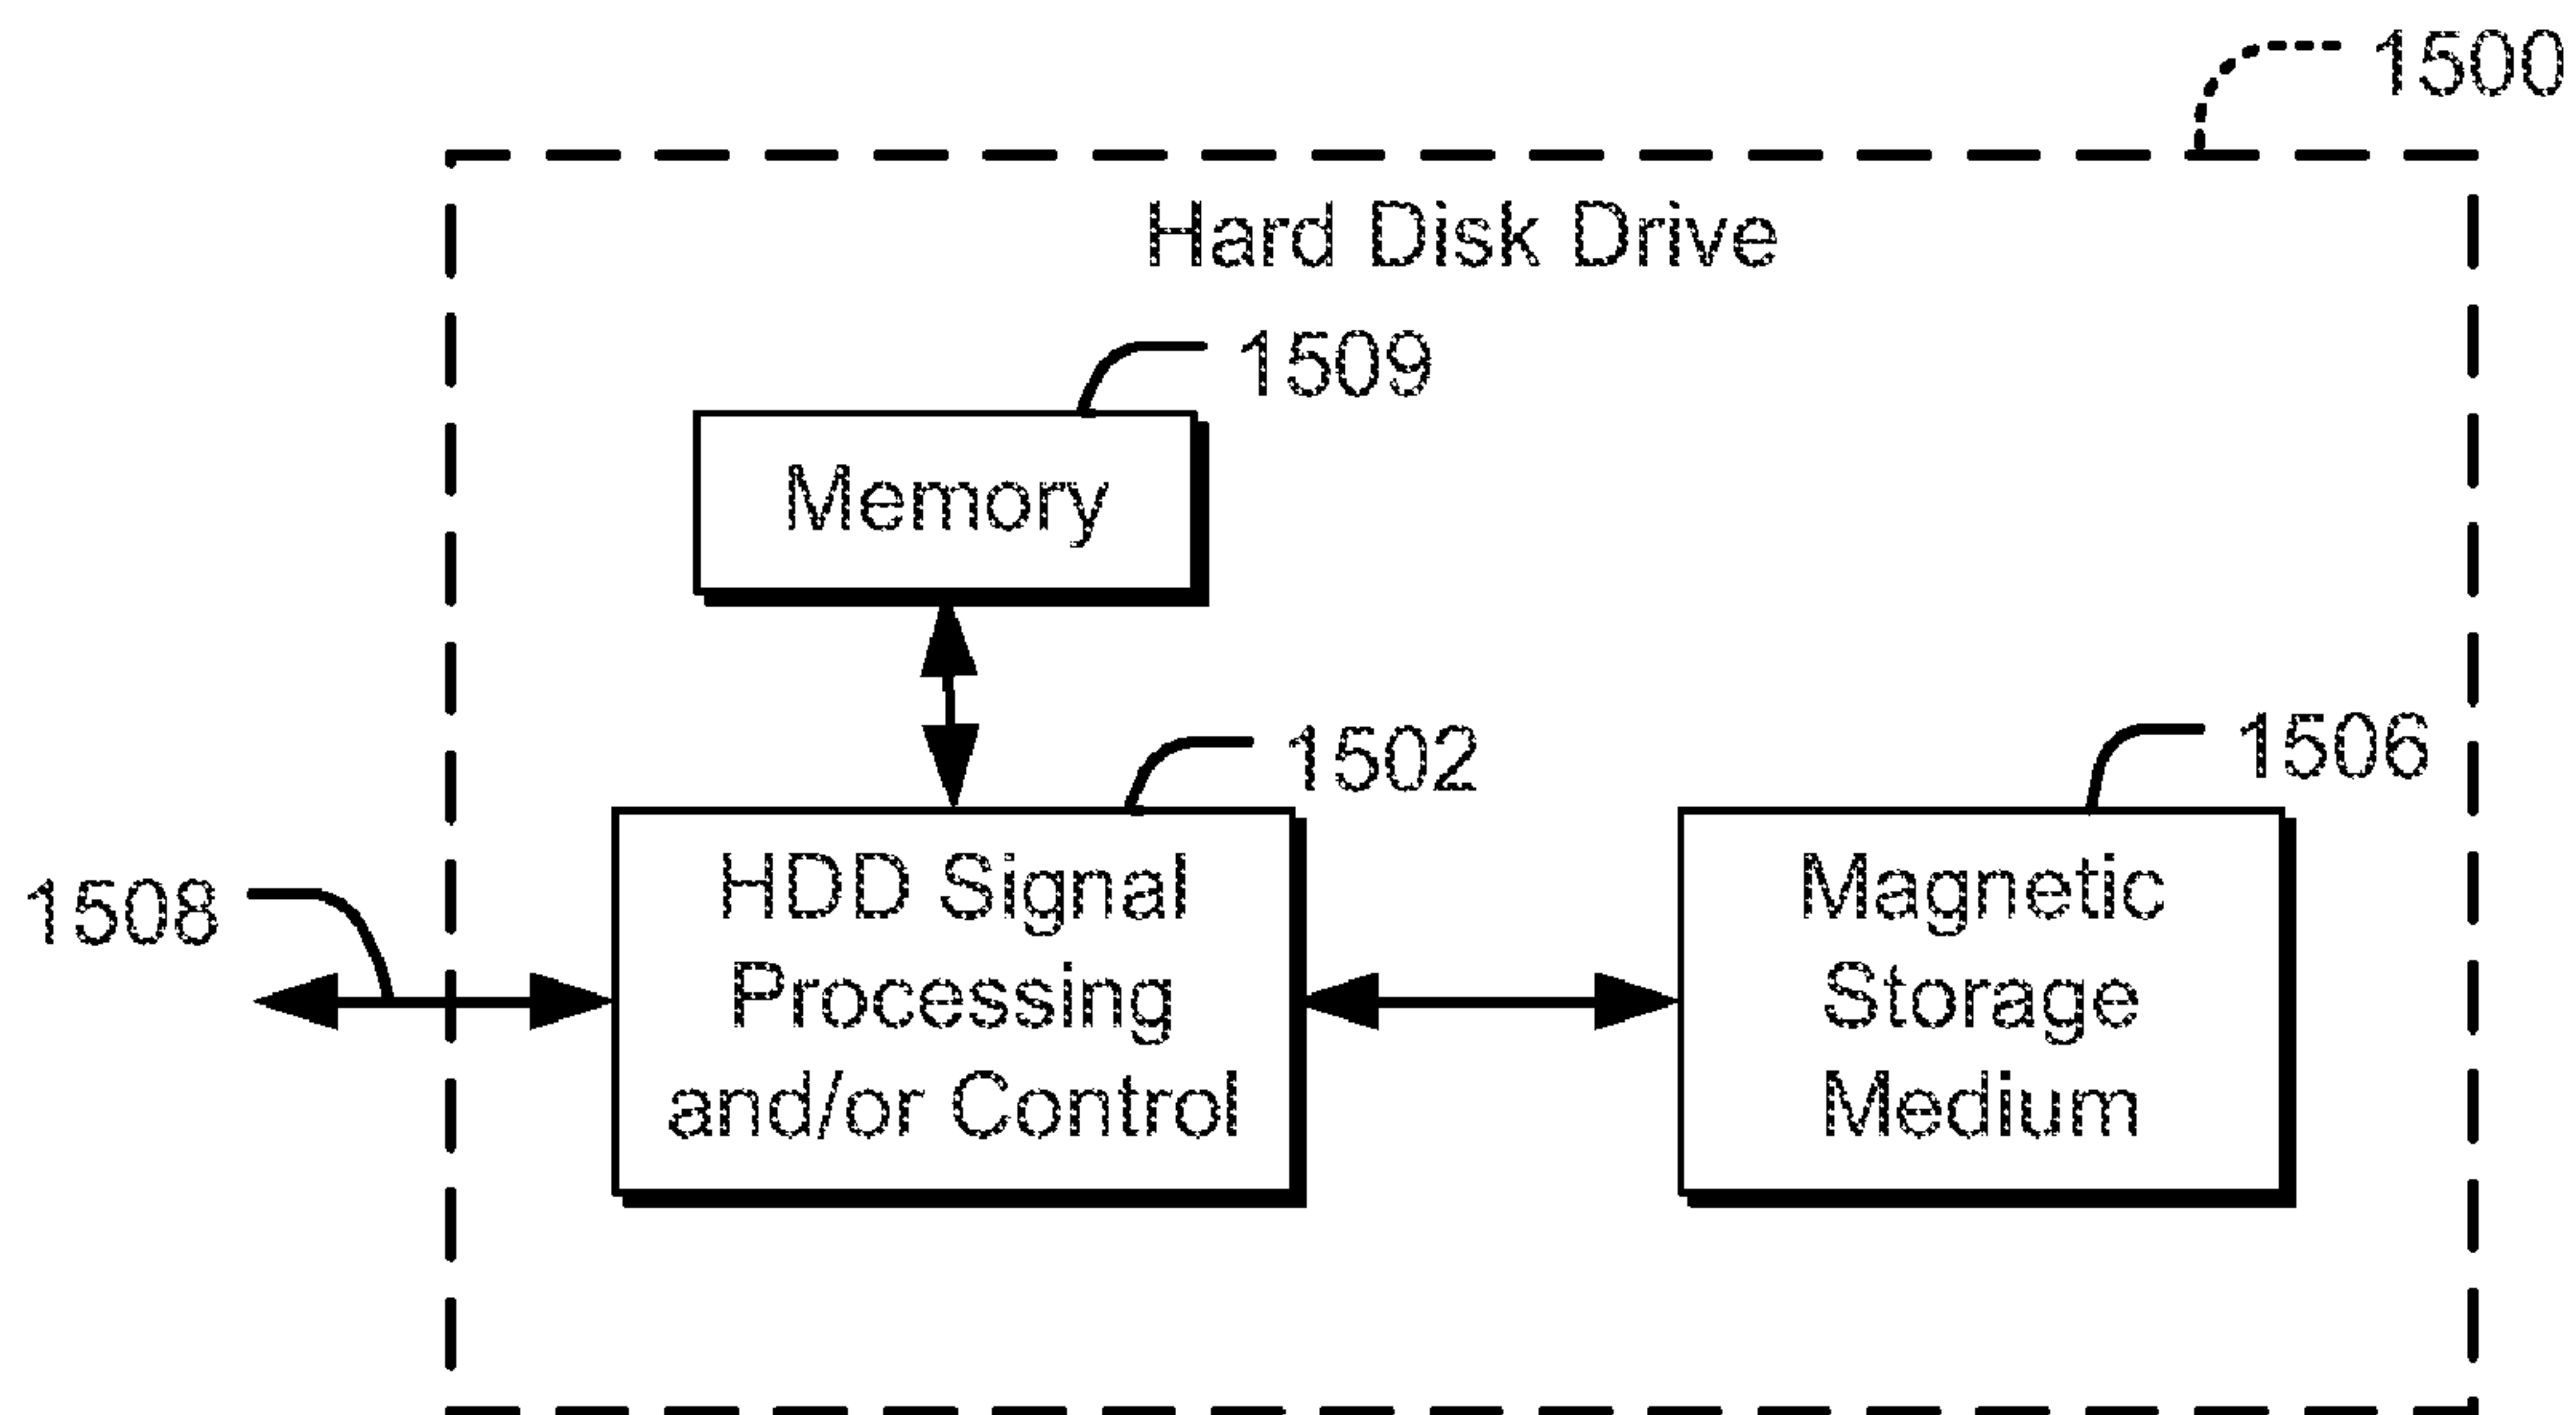 1500
Hard Disk Drive
1509
Memory
1502
1506
1508
HDD Signal
Processing
and/or Control
Magnetic
Storage
Medium